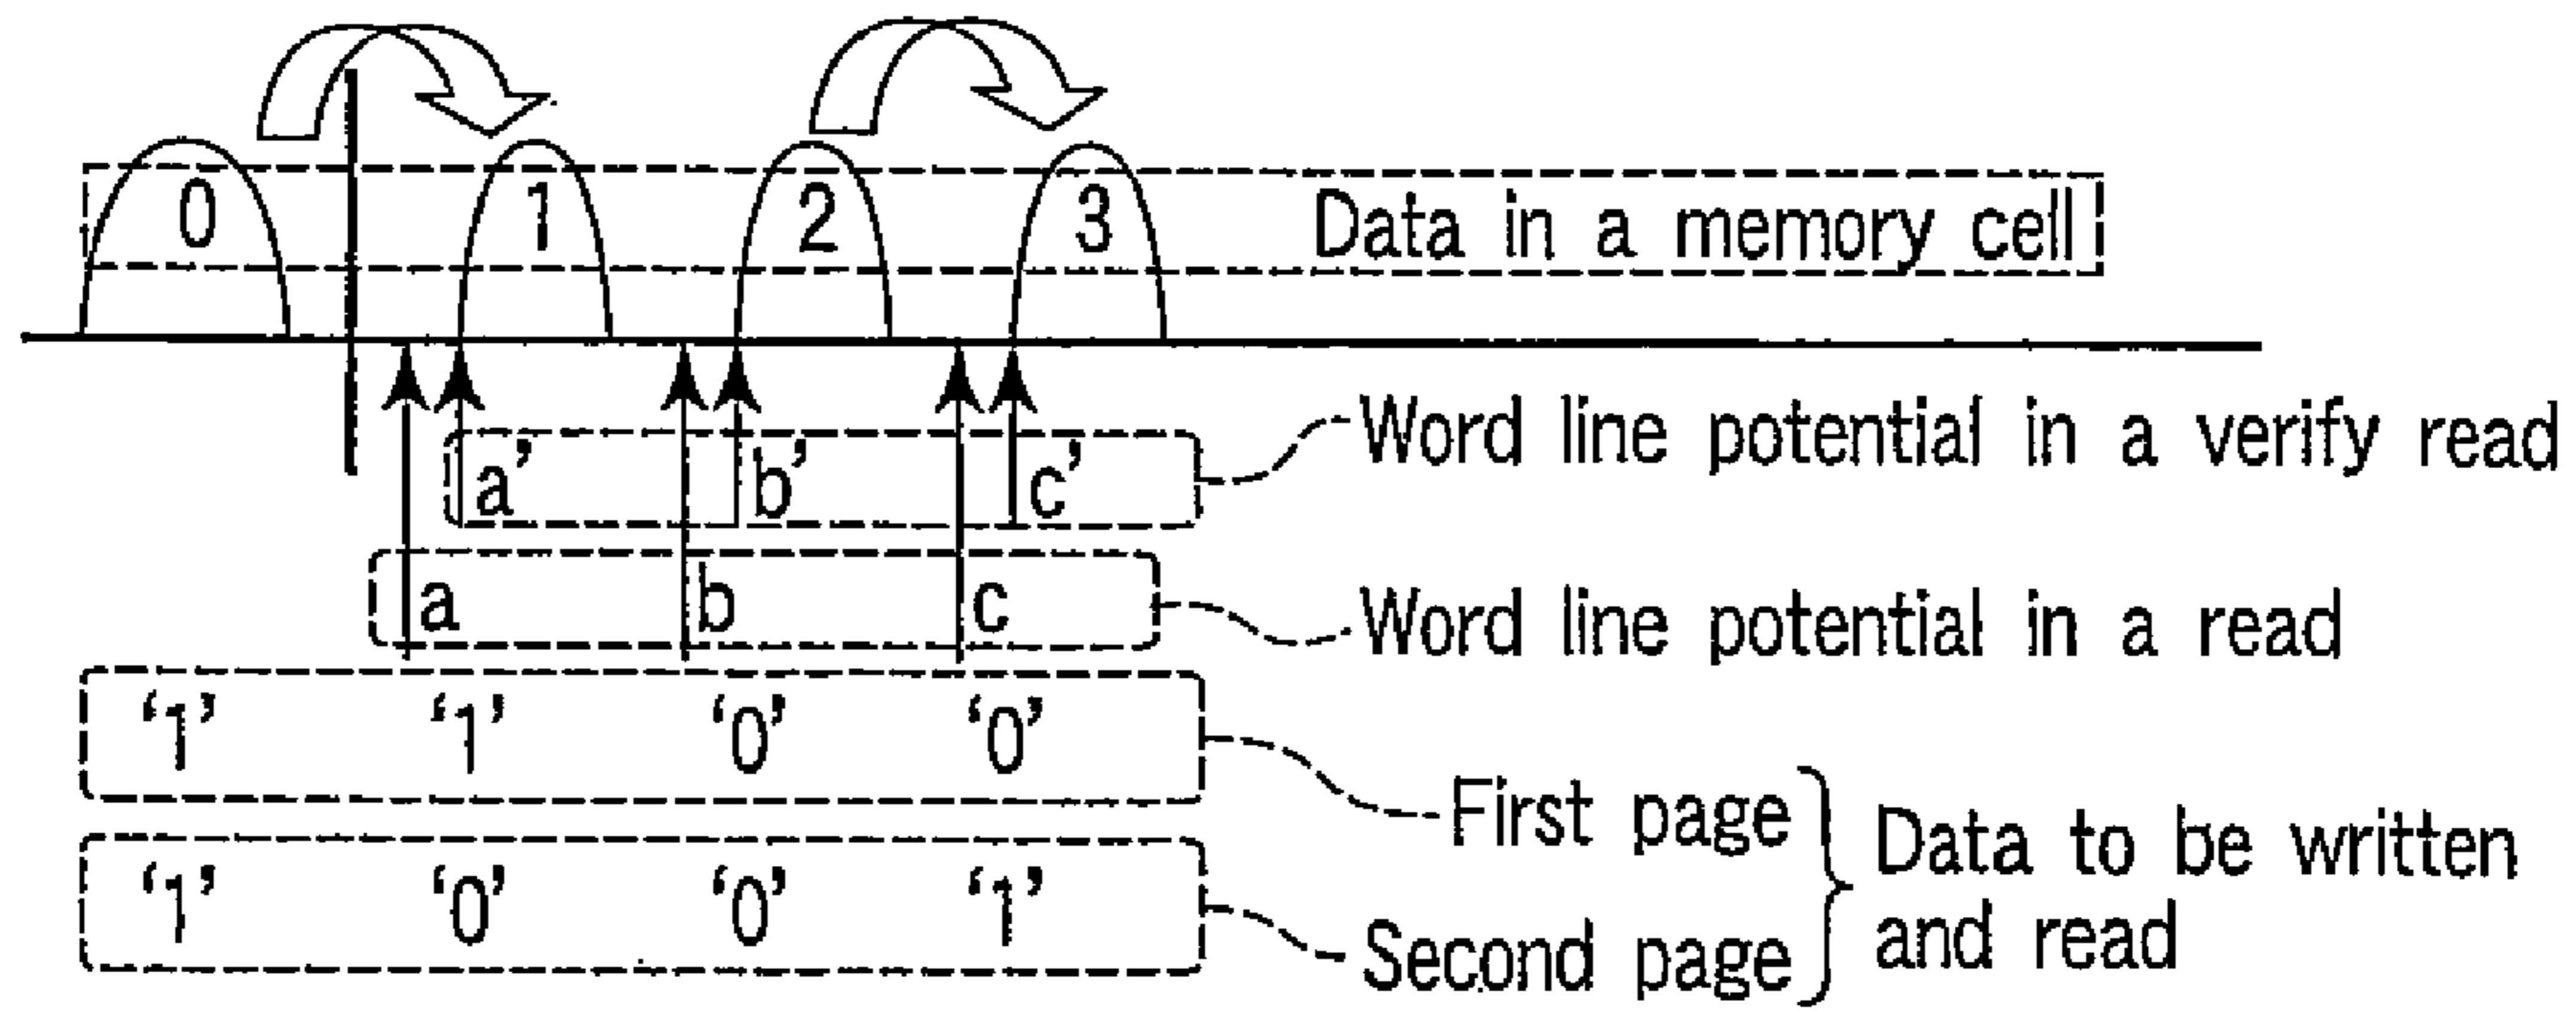 0 1 2 3 Data in a memory cell
a’ b’ c’ Word line potential in a verify read
a b c Word line potential in a read
‘1’ ‘1’ ‘0’ ‘0’
First page
‘1’ ‘0’ ‘0’ ‘1’
Second page
Data to be written
and read